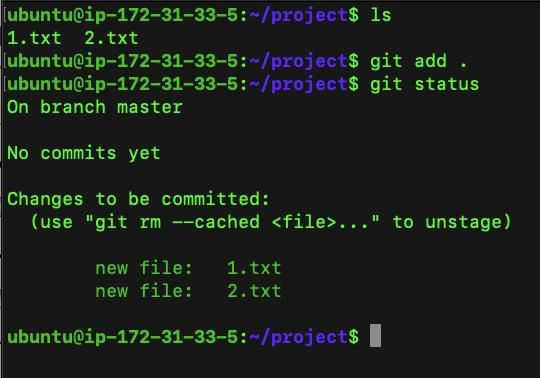 ubuntu@ip-172-31-33-5:~/project$ ls
1.txt  2.txt
ubuntu@ip-172-31-33-5:~/project$ git add .
ubuntu@ip-172-31-33-5:~/project$ git status
On branch master

No commits yet

Changes to be committed:
  (use "git rm --cached <file>..." to unstage)

        new file:   1.txt
        new file:   2.txt

ubuntu@ip-172-31-33-5:~/project$